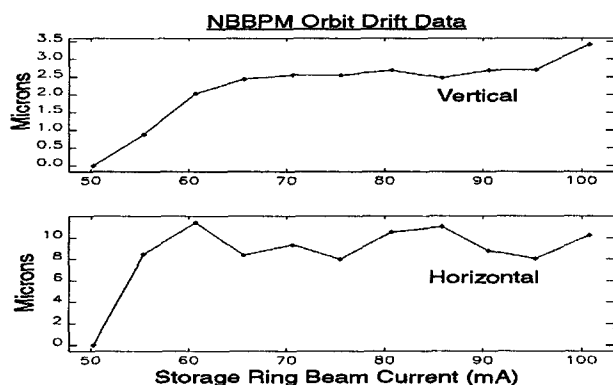 NBBPM Orbit Drift Data
3.5
3.0
2.5
2.0
1.5
1.0
0.5
0.0
Microns
Vertical
50 60 70 80 90 100
10
8
6
4
2
0
Microns
Horizontal
50 60 70 80 90 100
Storage Ring Beam Current (mA)